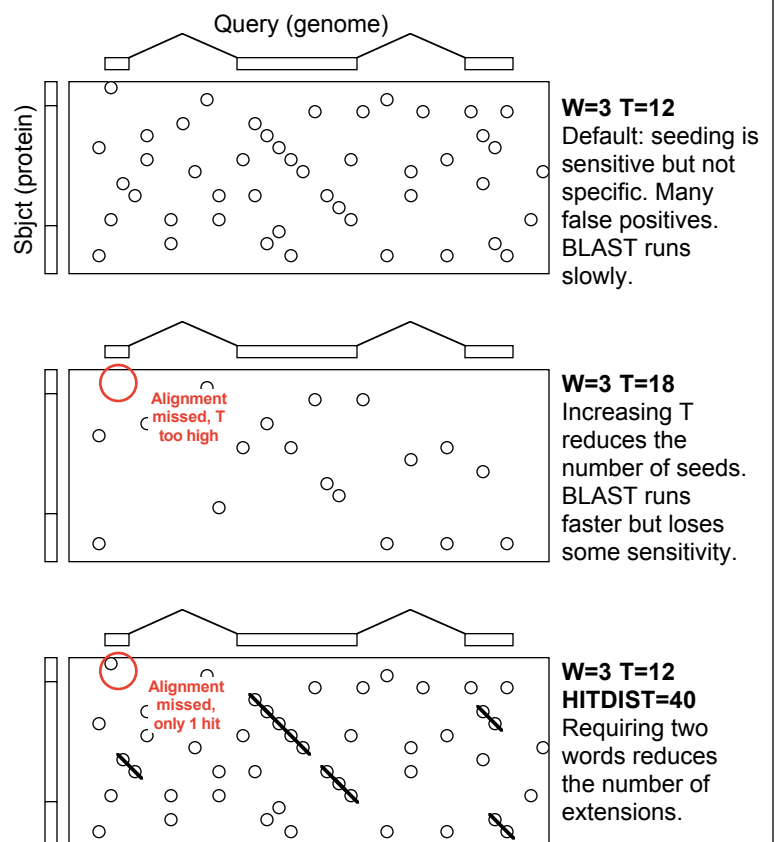 Query (genome)
Sbjct (protein)
W=3 T=12
Default: seeding is
sensitive but not
specific. Many
false positives.
BLAST runs
slowly.
Alignment
missed, T
too high
W=3 T=18
Increasing T
reduces the
number of seeds.
BLAST runs
faster but loses
some sensitivity.
Alignment
missed,
only 1 hit
W=3 T=12
HITDIST=40
Requiring two
words reduces
the number of
extensions.